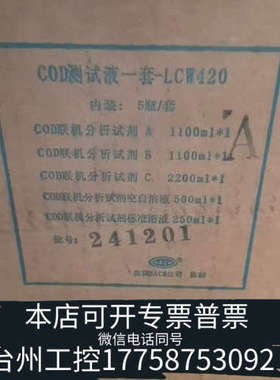 COD测试液一套-LCW420
内装: 5瓶/套
COD联机分析试剂 A 1100ml*1
COD联机分析试剂 B 1100ml*1
COD联机分析试剂 C 2200ml*1
COD联机分析试剂空白溶液 500ml*1
COD联机分析试剂标准溶液 250ml*1
A
批号: 241201
本店可开专票普票
微信电话同号
台州工控17758753092